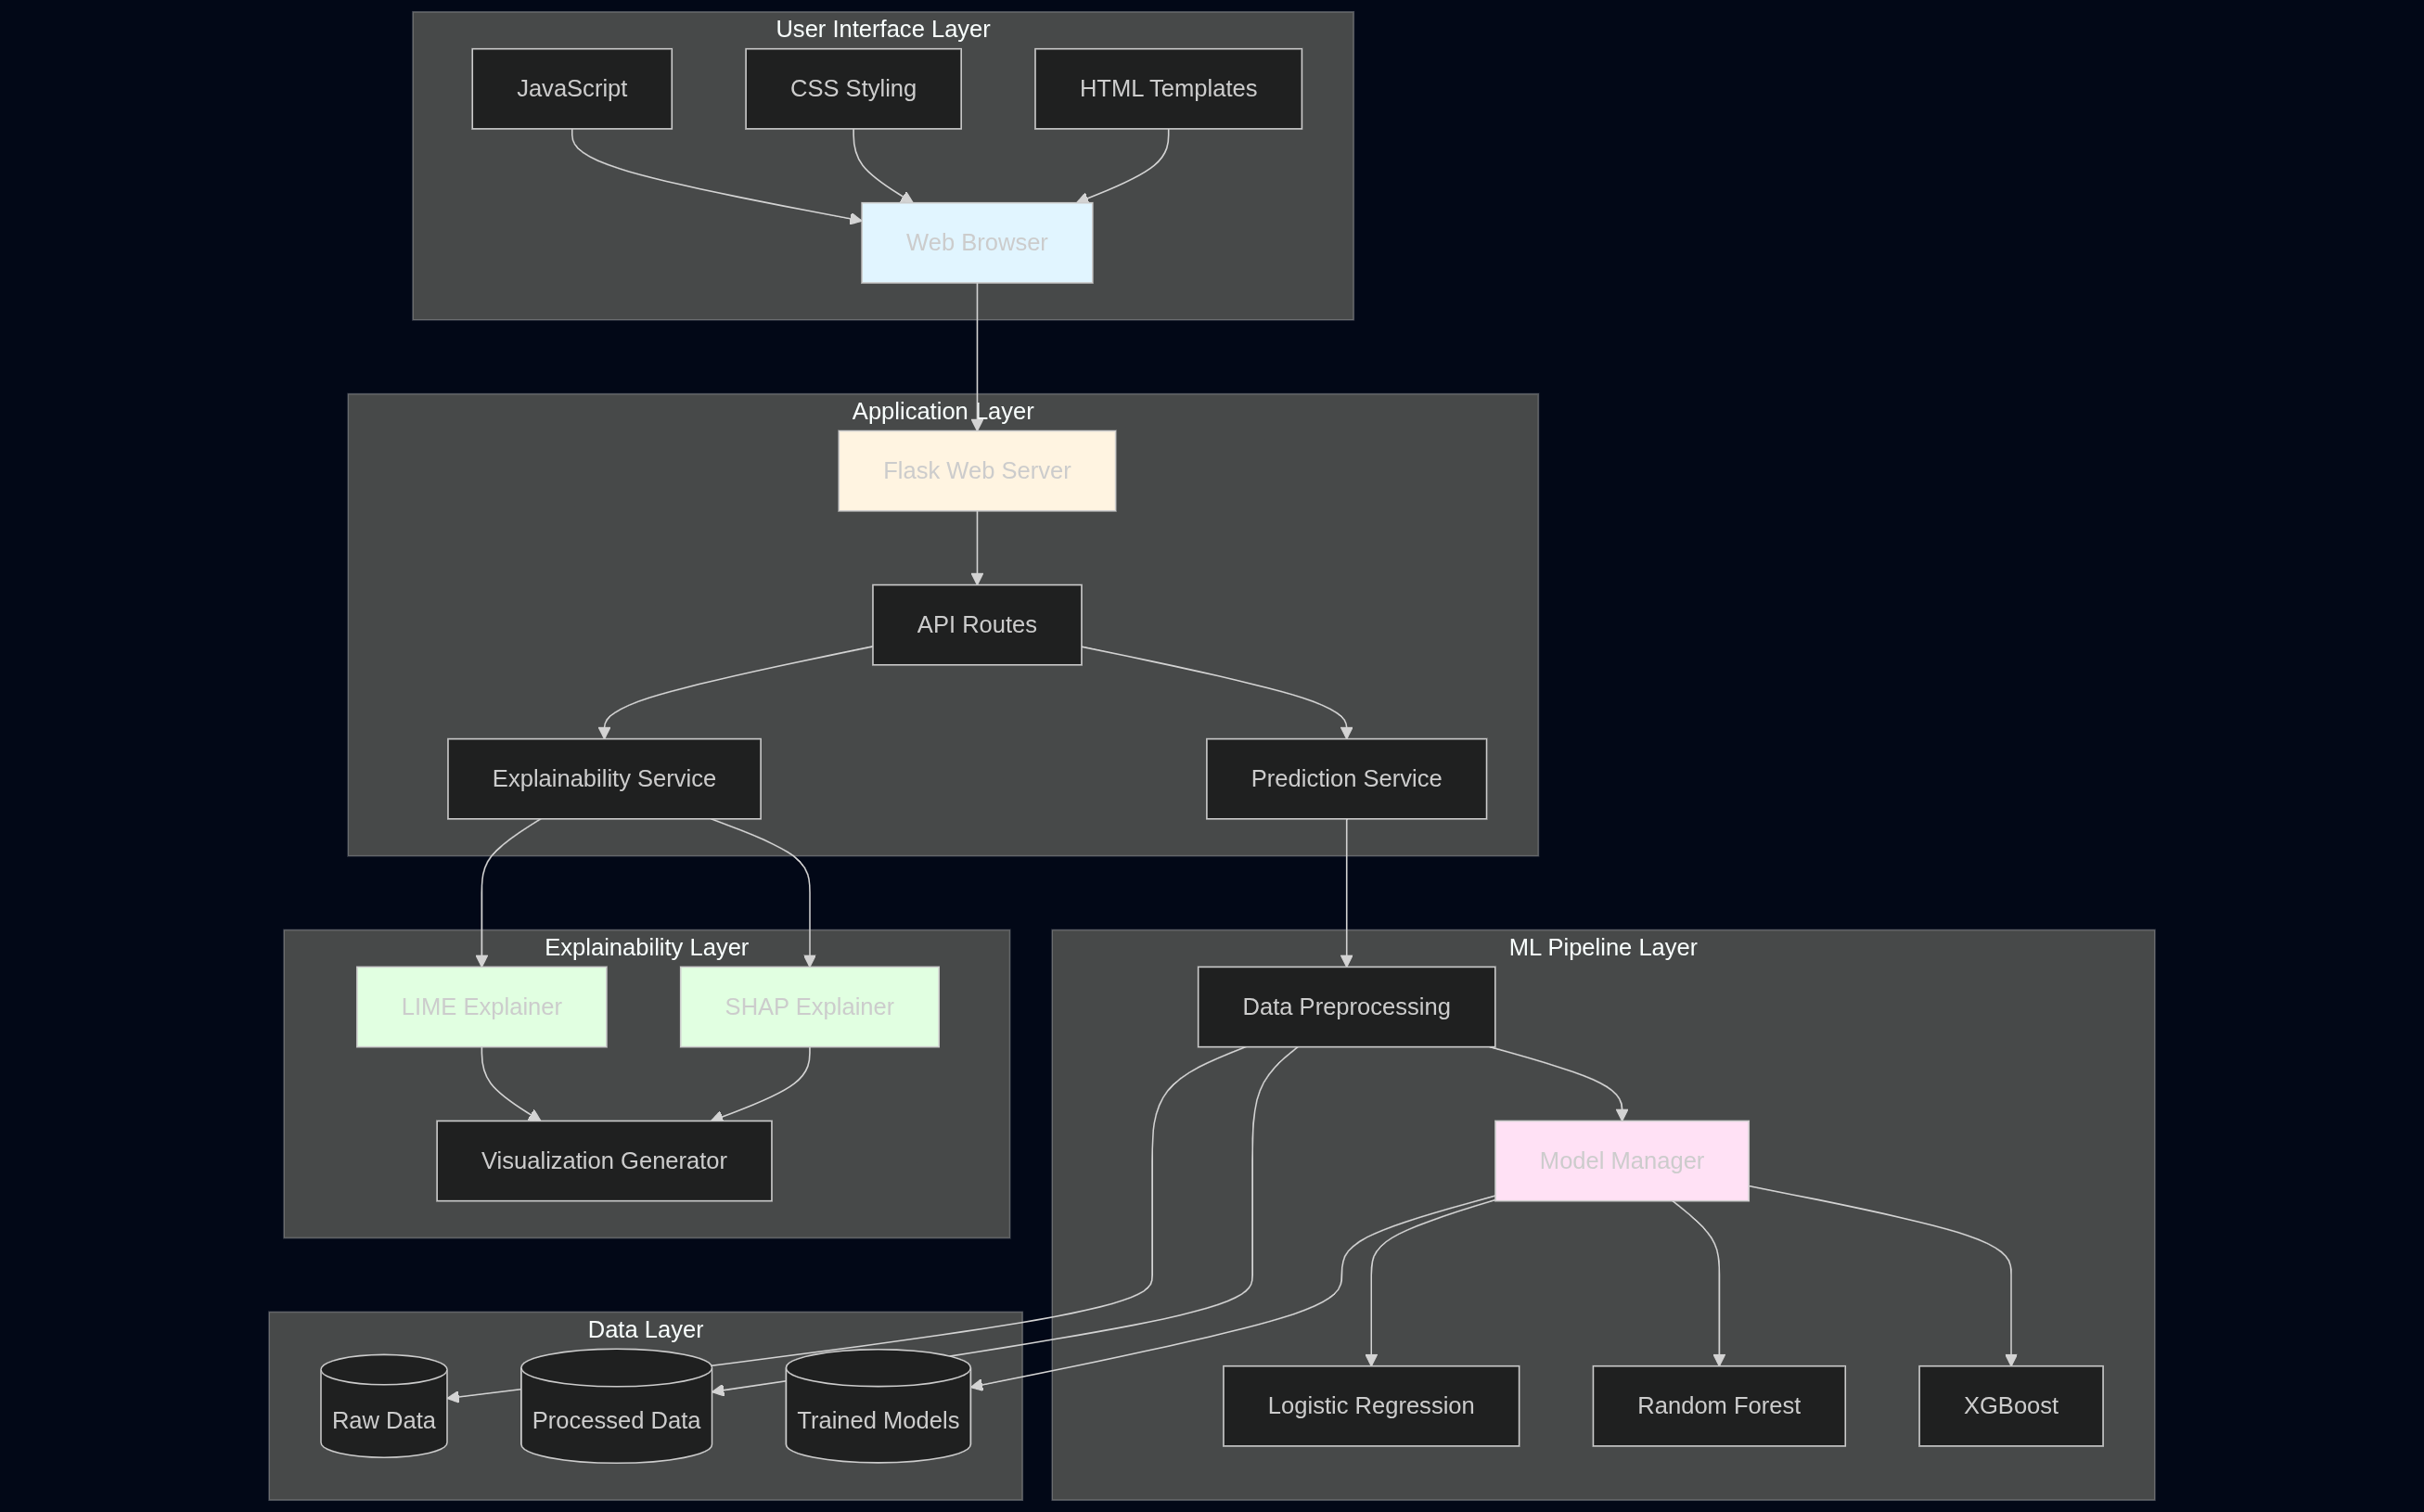 User Interface Layer
JavaScript
CSS Styling
HTML Templates
Web Browser
Application Layer
Flask Web Server
API Routes
Explainability Service
Prediction Service
Explainability Layer
LIME Explainer
SHAP Explainer
Visualization Generator
ML Pipeline Layer
Data Preprocessing
Model Manager
Logistic Regression
Random Forest
XGBoost
Data Layer
Raw Data
Processed Data
Trained Models